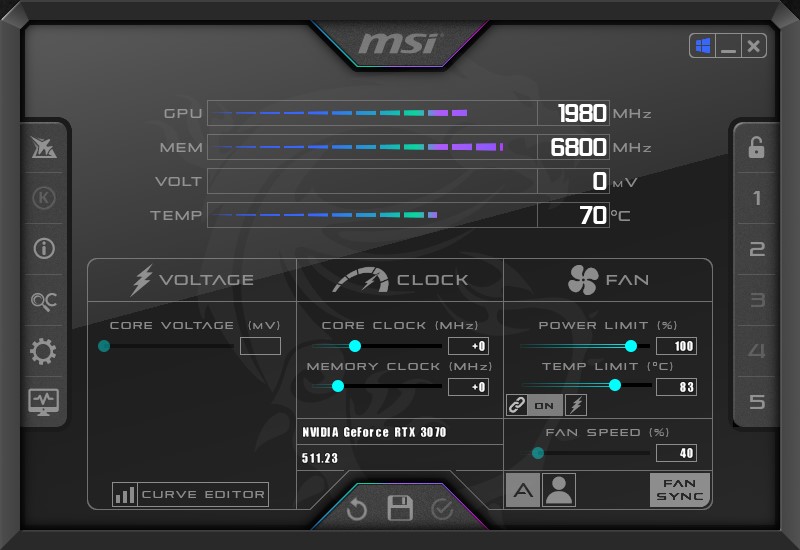 msi
GPU 1980 MHz
MEM 6800 MHz
VOLT 0 MV
TEMP 70 °C
K
1
2
3
4
5
VOLTAGE
CLOCK
FAN
CORE VOLTAGE (MV)
CORE CLOCK (MHz)
+0
MEMORY CLOCK (MHz)
+0
POWER LIMIT (%)
100
TEMP LIMIT (°C)
83
ON
FAN SPEED (%)
40
NVIDIA GeForce RTX 3070
511.23
CURVE EDITOR
A
FAN
SYNC